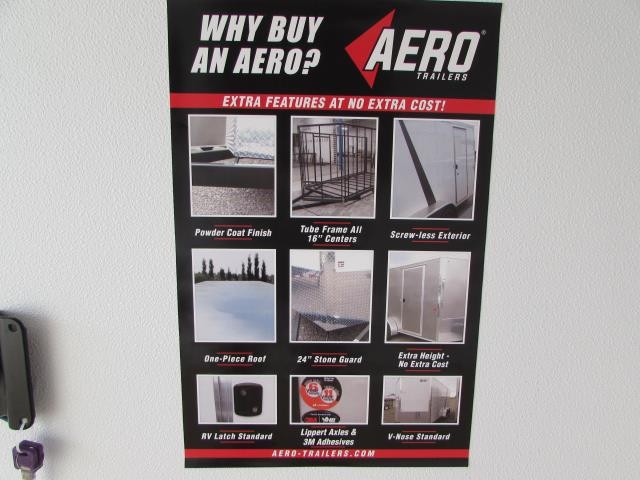 WHY BUY
AN AERO?
AERO®
TRAILERS
EXTRA FEATURES AT NO EXTRA COST!
Powder Coat Finish
Tube Frame All
16" Centers
Screw-less Exterior
One-Piece Roof
24" Stone Guard
Extra Height -
No Extra Cost
RV Latch Standard
Lippert Axles &
3M Adhesives
V-Nose Standard
AERO-TRAILERS.COM